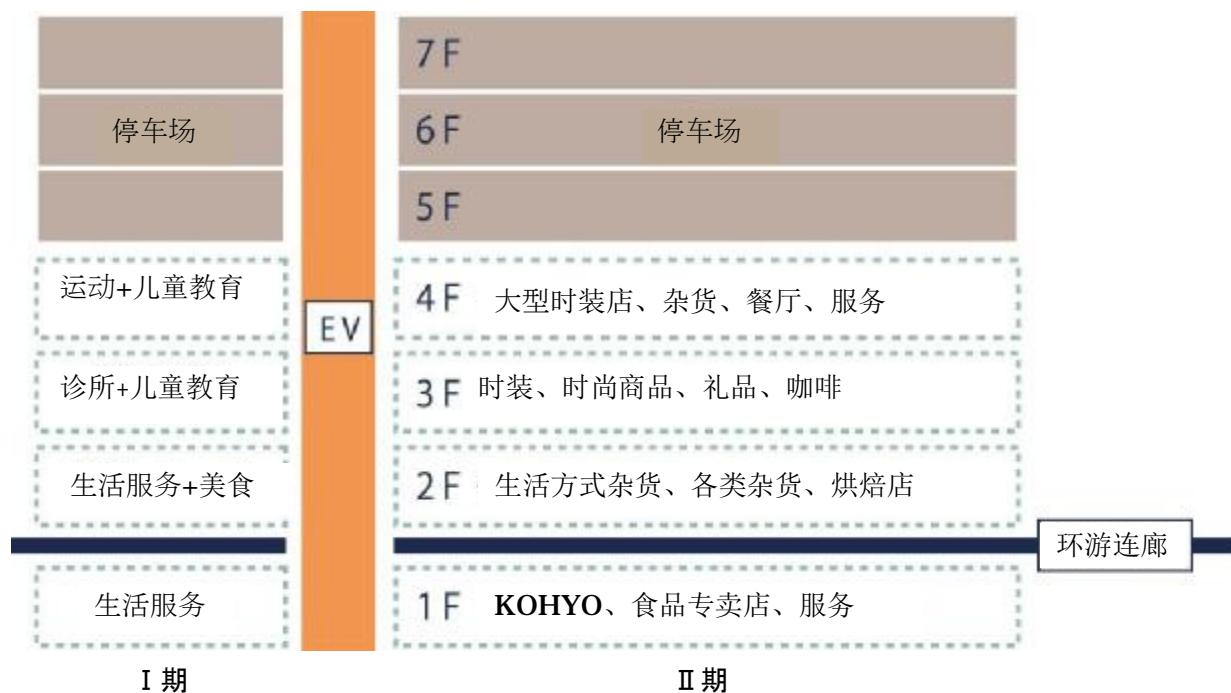 7F
停车场
6F
停车场
5F
运动+儿童教育
4F
大型时装店、杂货、餐厅、服务
EV
诊所+儿童教育
3F
时装、时尚商品、礼品、咖啡
生活服务+美食
2F
生活方式杂货、各类杂货、烘焙店
环游连廊
生活服务
1F
KOHYO、食品专卖店、服务
Ⅰ期
Ⅱ期